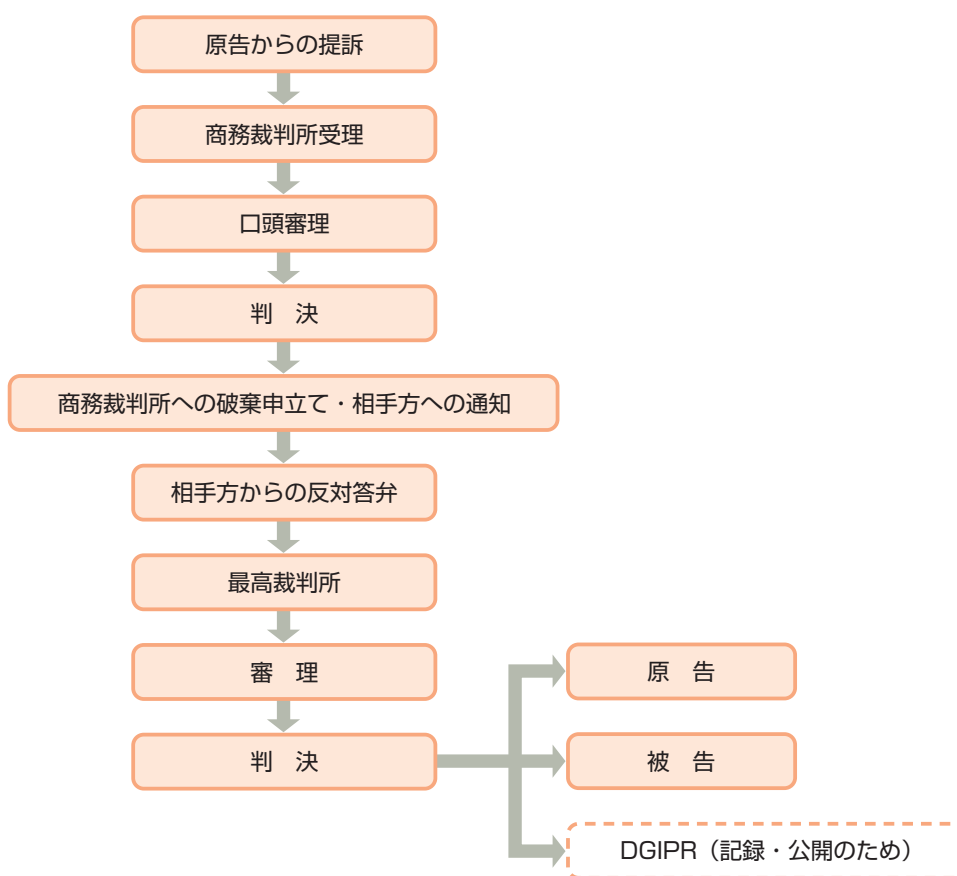 原告からの提訴
商務裁判所受理
口頭審理
判　決
商務裁判所への破棄申立て・相手方への通知
相手方からの反対答弁
最高裁判所
審　理
原　告
判　決
被　告
DGIPR（記録・公開のため）